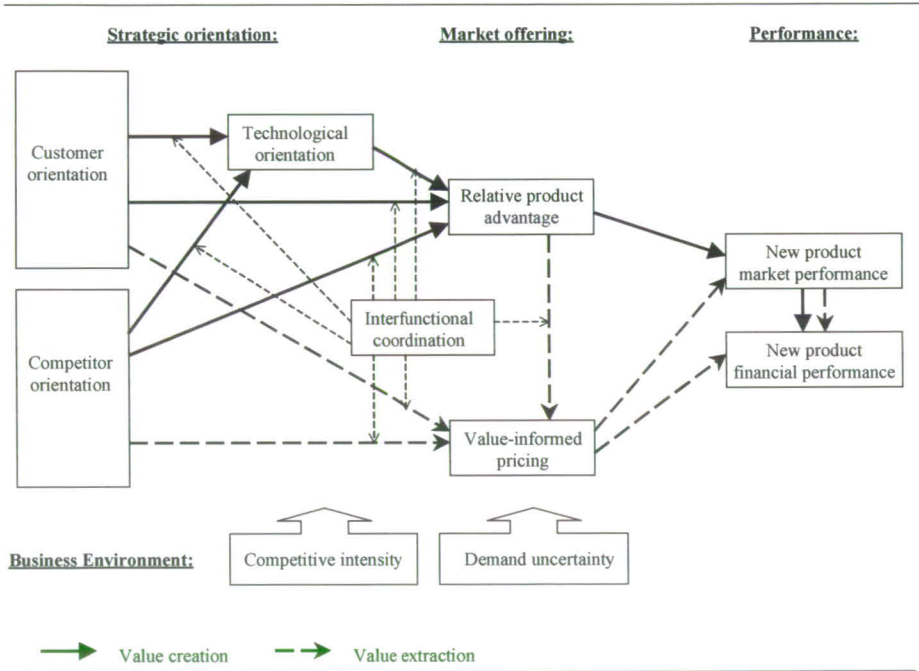 Strategic orientation:
Market offering:
Performance:
Customer
orientation
Technological
orientation
Relative product
advantage
New product
market performance
Interfunctional
coordination
Competitor
orientation
New product
financial performance
Value-informed
pricing
Business Environment:
Competitive intensity
Demand uncertainty
Value creation
Value extraction